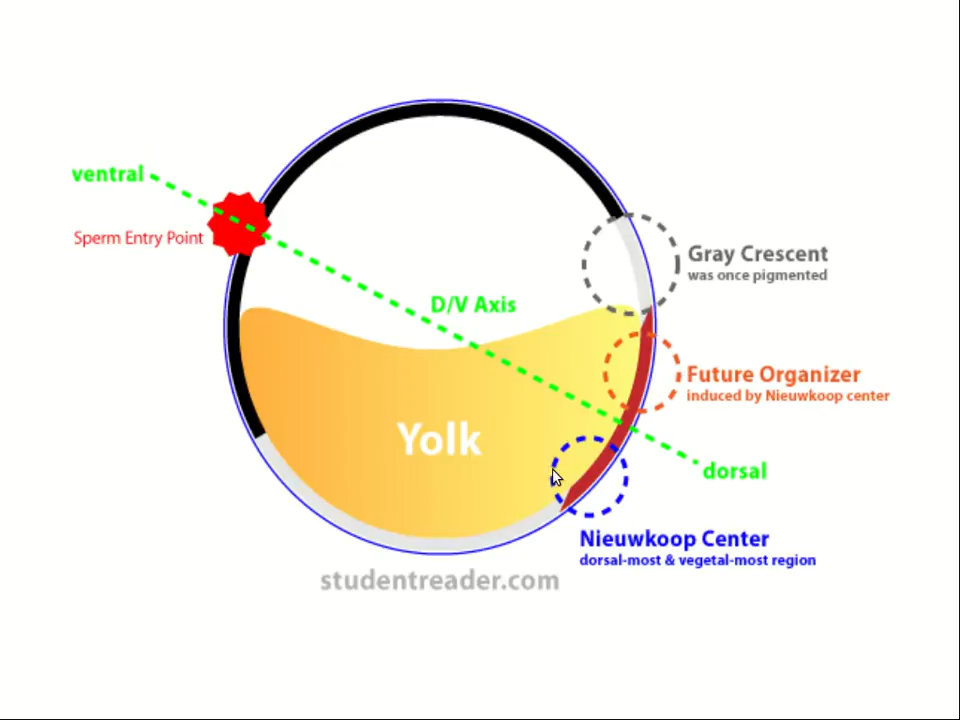 ventral
Sperm Entry Point
Gray Crescent
was once pigmented
D/V Axis
Future Organizer
induced by Nieuwkoop center
Yolk
dorsal
Nieuwkoop Center
dorsal-most & vegetal-most region
studentreader.com